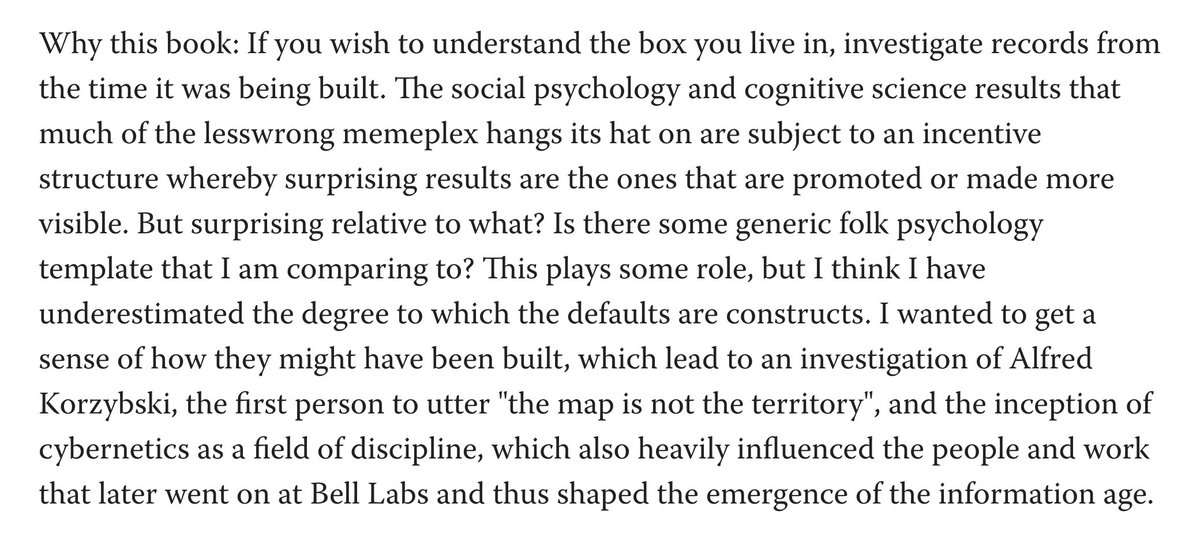 Why this book: If you wish to understand the box you live in, investigate records from
the time it was being built. The social psychology and cognitive science results that
much of the lesswrong memeplex hangs its hat on are subject to an incentive
structure whereby surprising results are the ones that are promoted or made more
visible. But surprising relative to what? Is there some generic folk psychology
template that I am comparing to? This plays some role, but I think I have
underestimated the degree to which the defaults are constructs. I wanted to get a
sense of how they might have been built, which lead to an investigation of Alfred
Korzybski, the first person to utter "the map is not the territory", and the inception of
cybernetics as a field of discipline, which also heavily influenced the people and work
that later went on at Bell Labs and thus shaped the emergence of the information age.